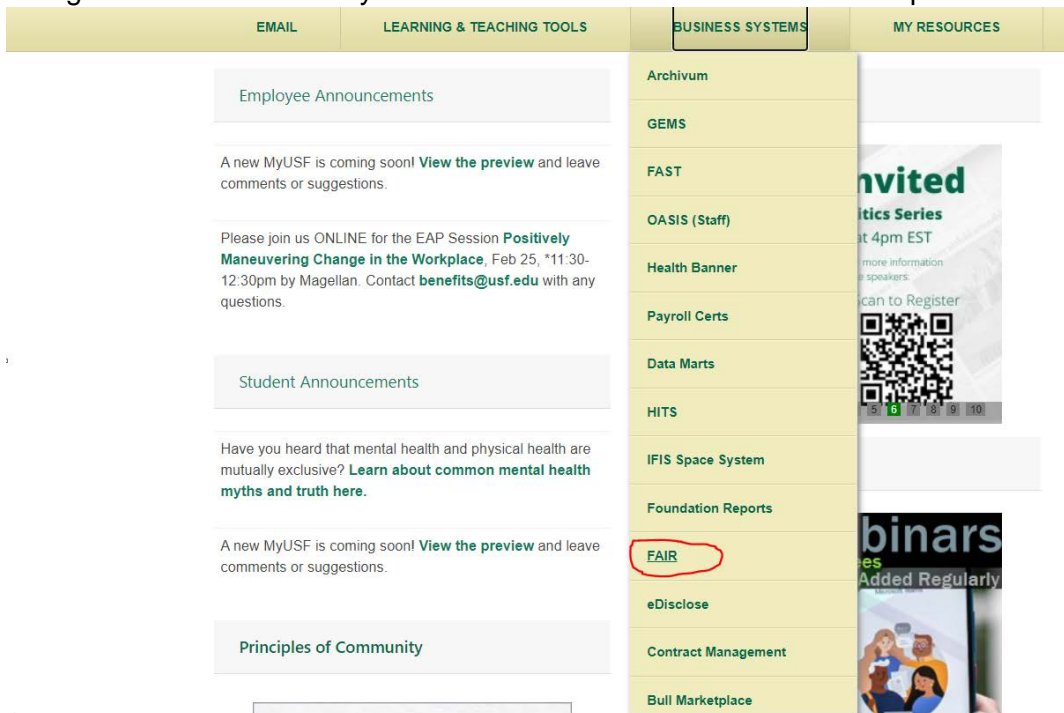 EMAIL
LEARNING & TEACHING TOOLS
BUSINESS SYSTEMS
MY RESOURCES
Employee Announcements
A new MyUSF is coming soon! View the preview and leave
comments or suggestions.
Please join us ONLINE for the EAP Session Positively
Maneuvering Change in the Workplace, Feb 25, *11:30-
12:30pm by Magellan. Contact benefits@usf.edu with any
questions.
Student Announcements
Have you heard that mental health and physical health are
mutually exclusive? Learn about common mental health
myths and truth here.
A new MyUSF is coming soon! View the preview and leave
comments or suggestions.
Principles of Community
Archivum
GEMS
FAST
OASIS (Staff)
Health Banner
Payroll Certs
Data Marts
HITS
IFIS Space System
Foundation Reports
FAIR
eDisclose
Contract Management
Bull Marketplace
nvited
itics Series
at 4pm EST
more information
e speakers.
can to Register
5 6 7 8 9 10
binars
es
Added Regularly